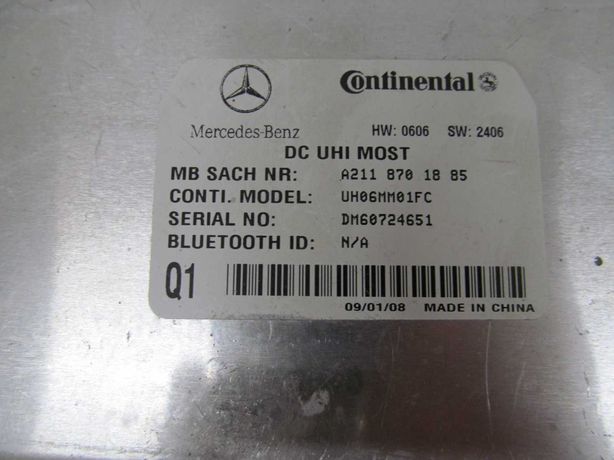 Continental
Mercedes-Benz HW: 0606 SW: 2406
DC UHI MOST
MB SACH NR: A211 870 18 85
CONTI. MODEL: UH06MM01FC
SERIAL NO: DM60724651
BLUETOOTH ID: N/A
Q1
09/01/08 MADE IN CHINA